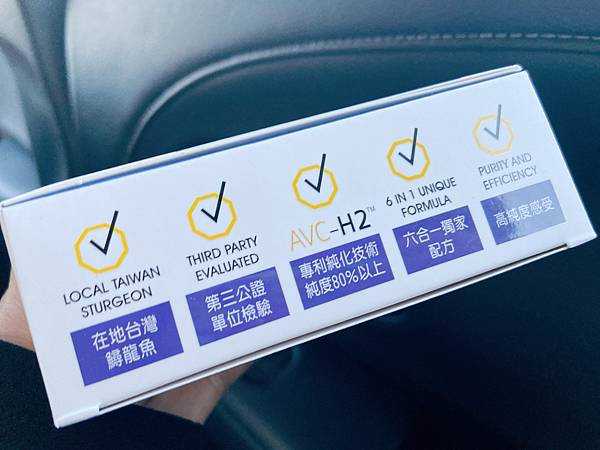 LOCAL TAIWAN
STURGEON
在地台灣
鱘龍魚
THIRD PARTY
EVALUATED
第三公證
單位檢驗
AVC-H2™
專利純化技術
純度80%以上
6 IN 1 UNIQUE
FORMULA
六合一獨家
配方
PURITY AND
EFFICIENCY
高純度感受